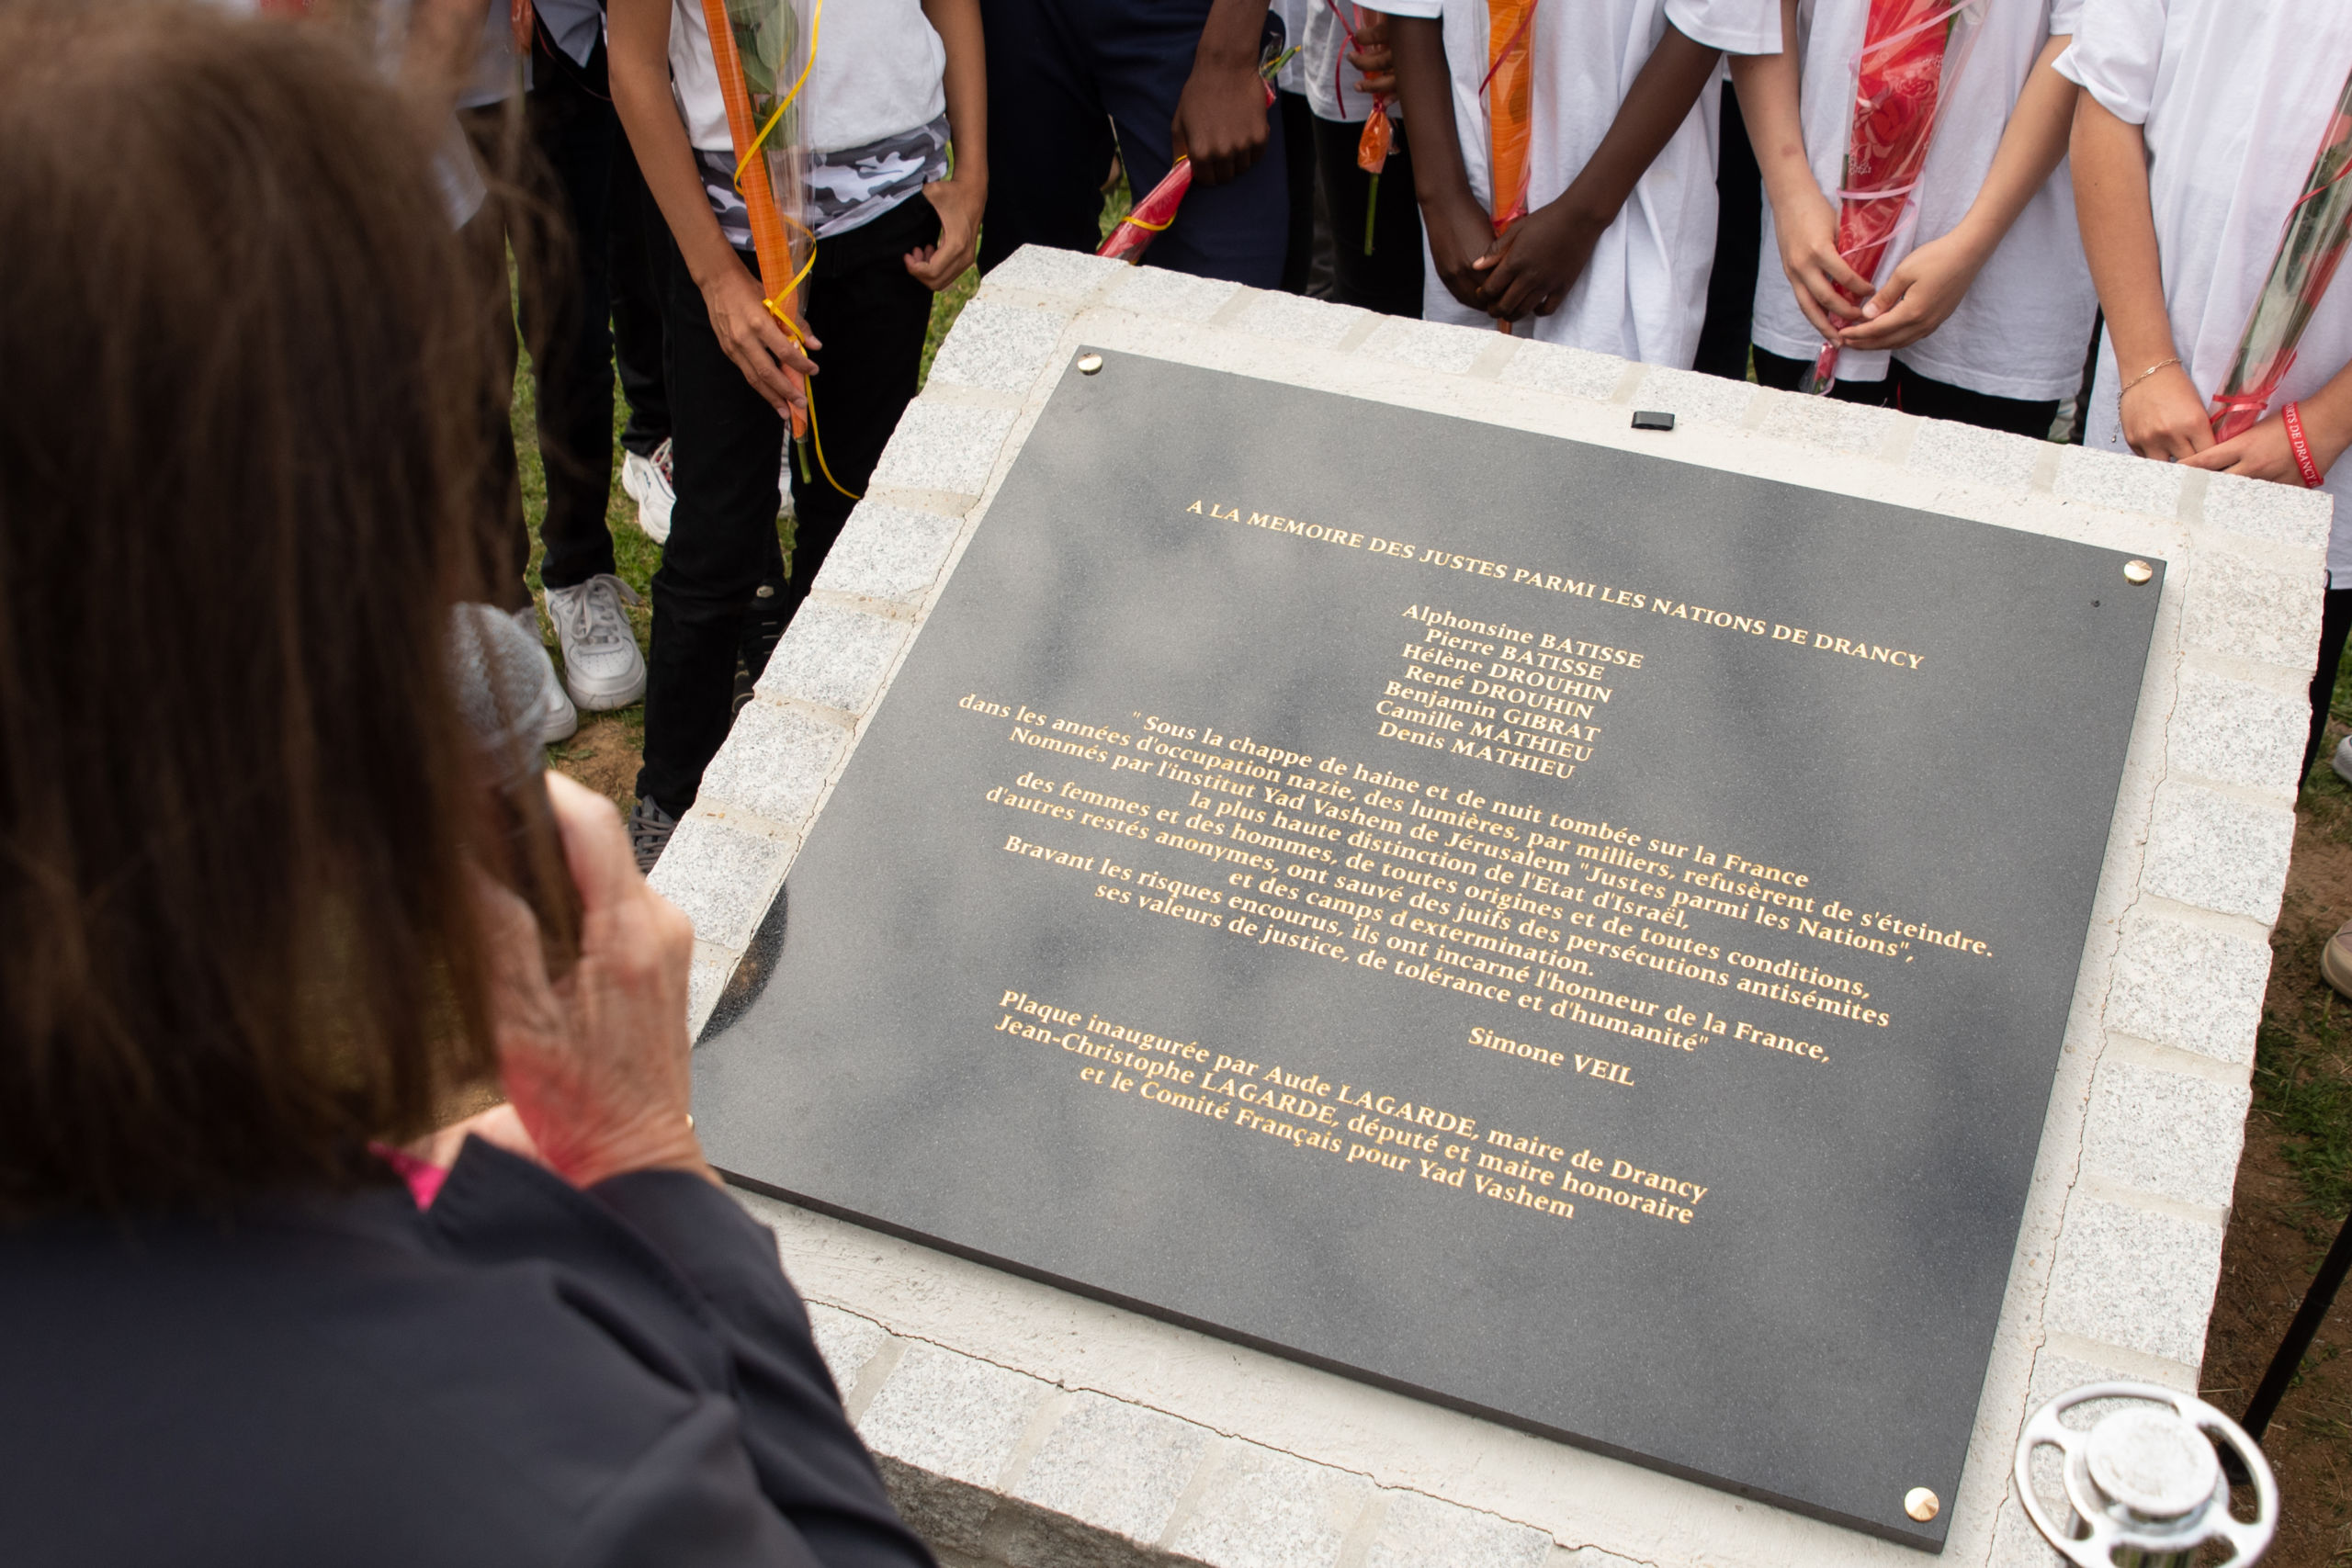 A LA MEMOIRE DES JUSTES PARMI LES NATIONS DE DRANCY
Alphonsine BATISSE
Pierre BATISSE
Hélène DROUHIN
René DROUHIN
Benjamin GIBRAT
Camille MATHIEU
Denis MATHIEU
" Sous la chappe de haine et de nuit tombée sur la France
dans les années d'occupation nazie, des lumières, par milliers, refusèrent de s'éteindre.
Nommés par l'institut Yad Vashem de Jérusalem "Justes parmi les Nations",
la plus haute distinction de l'Etat d'Israël,
des femmes et des hommes, de toutes origines et de toutes conditions,
d'autres restés anonymes, ont sauvé des juifs des persécutions antisémites
et des camps d'extermination.
Bravant les risques encourus, ils ont incarné l'honneur de la France,
ses valeurs de justice, de tolérance et d'humanité"
Simone VEIL
Plaque inaugurée par Aude LAGARDE, maire de Drancy
Jean-Christophe LAGARDE, député et maire honoraire
et le Comité Français pour Yad Vashem
DE DRANCY